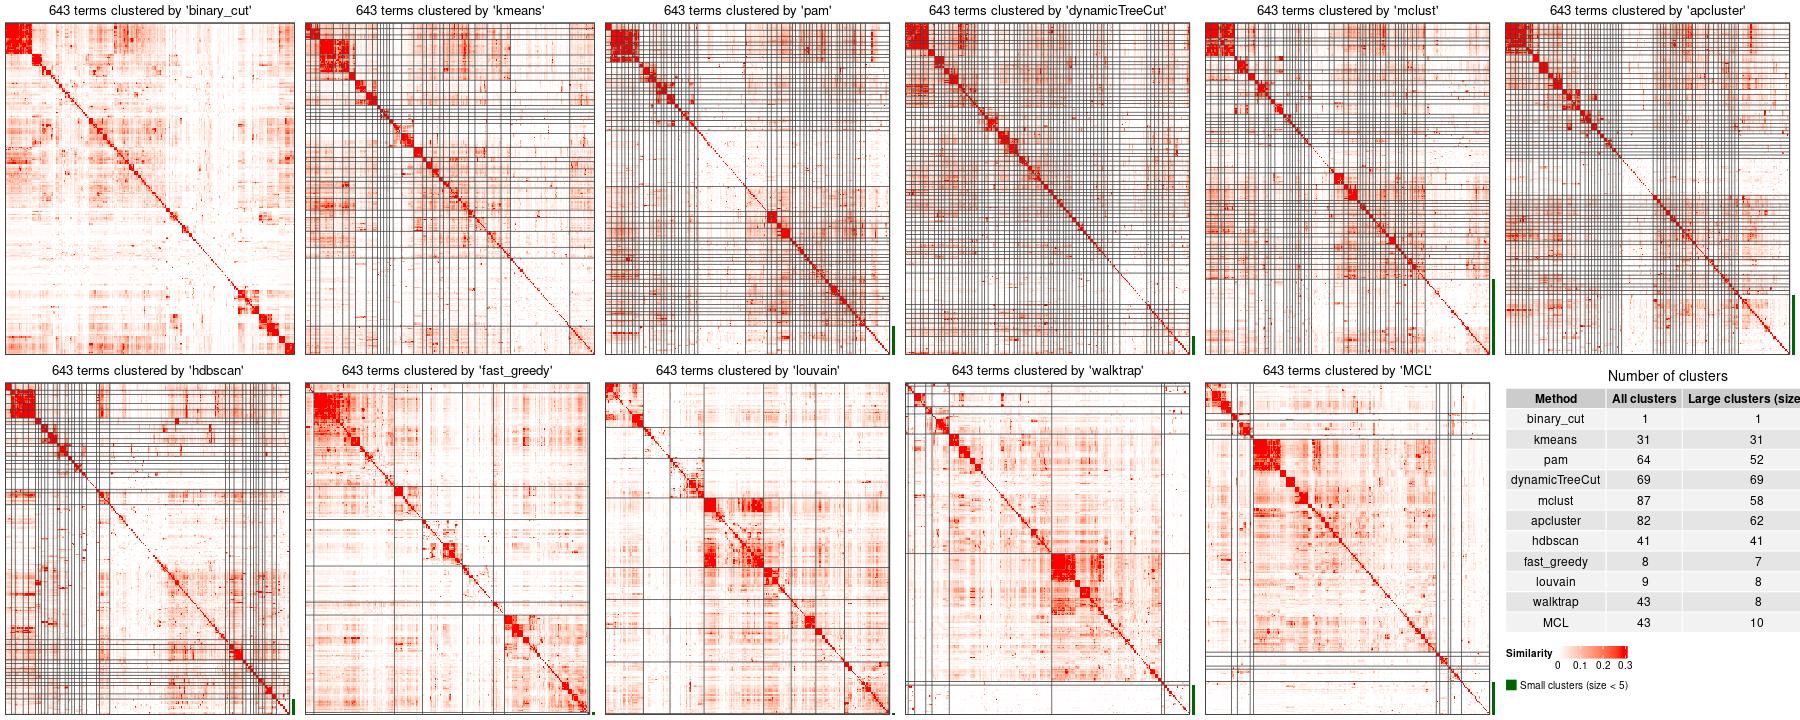 643 terms clustered by 'binary_cut'
643 terms clustered by 'kmeans'
643 terms clustered by 'pam'
643 terms clustered by 'dynamicTreeCut'
643 terms clustered by 'mclust'
643 terms clustered by 'apcluster'
643 terms clustered by 'hdbscan'
643 terms clustered by 'fast_greedy'
643 terms clustered by 'louvain'
643 terms clustered by 'walktrap'
643 terms clustered by 'MCL'
Number of clusters
Method All clusters Large clusters (size
binary_cut 1 1
kmeans 31 31
pam 64 52
dynamicTreeCut 69 69
mclust 87 58
apcluster 82 62
hdbscan 41 41
fast_greedy 8 7
louvain 9 8
walktrap 43 8
MCL 43 10
Similarity
0 0.1 0.2 0.3
Small clusters (size < 5)